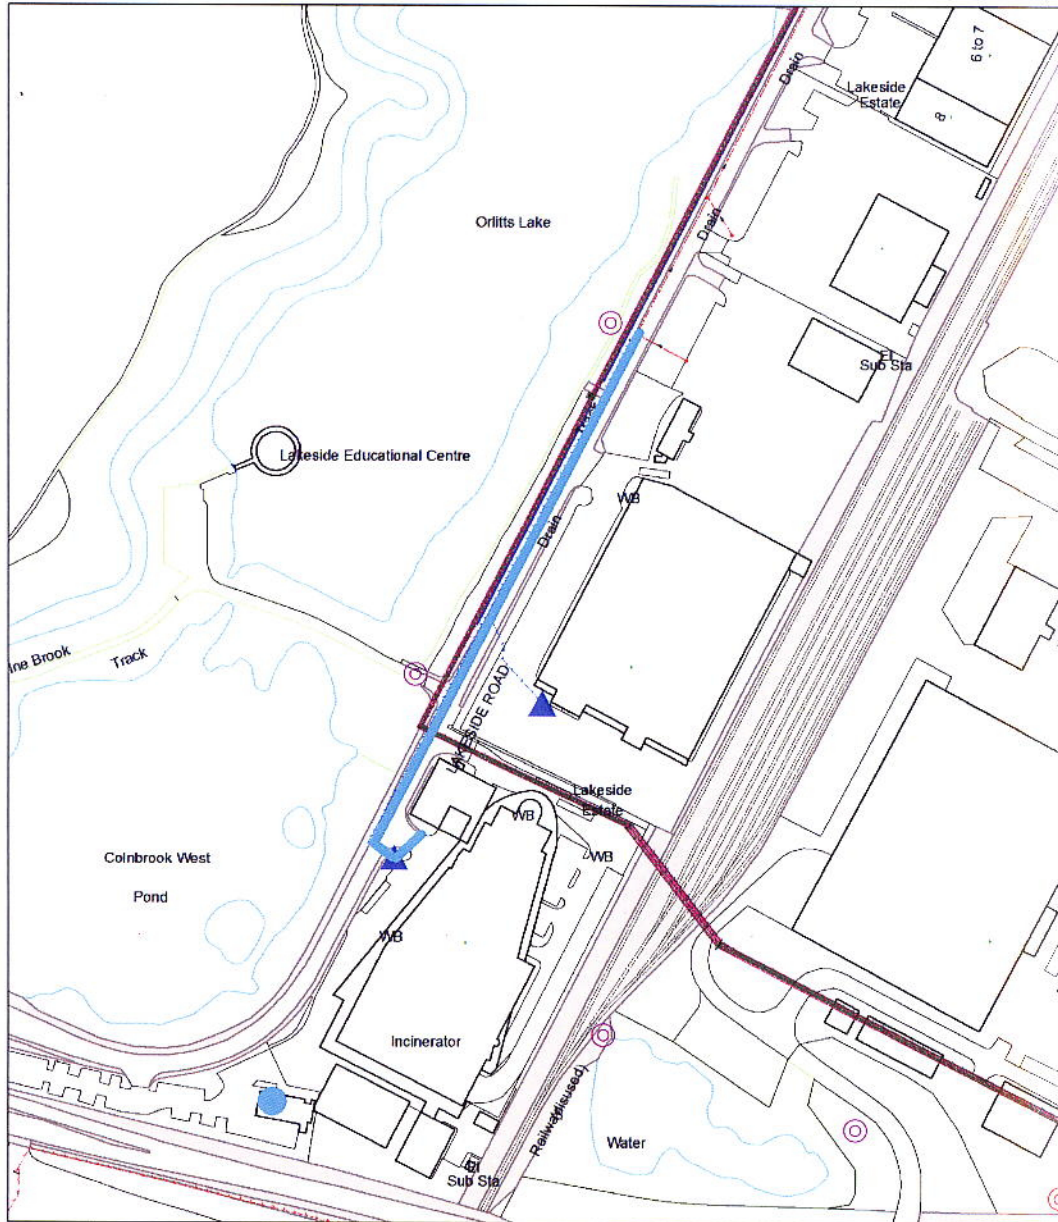 6 to 7
Drain
Lakeside
Estate
8
Orlitts Lake
Drain
El
Sub Sta
Lakeside Educational Centre
WB
Drain
ine Brook
Track
LAKESIDE ROAD
Lakeside
Estate
WB
WB
Colnbrook West
Pond
WB
Incinerator
Railway
(disused)
Water
El
Sub Sta